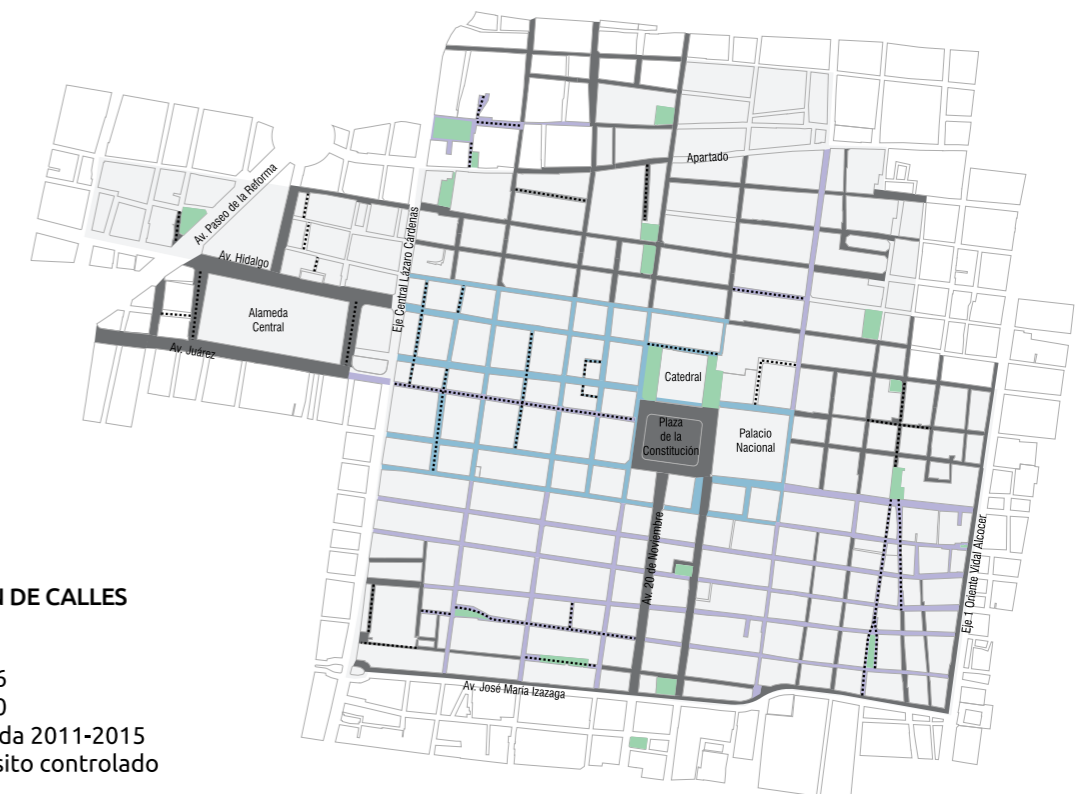 Apartado
Av. Paseo de la Reforma
Eje Central Lázaro Cárdenas
Av. Hidalgo
Alameda
Central
Av. Juárez
Catedral
Plaza
de la
Constitución
Palacio
Nacional
Av. 20 de Noviembre
Eje 1 Oriente Vidal Alcocer
Av. José María Izazaga
N DE CALLES
6
0
da 2011-2015
sito controlado